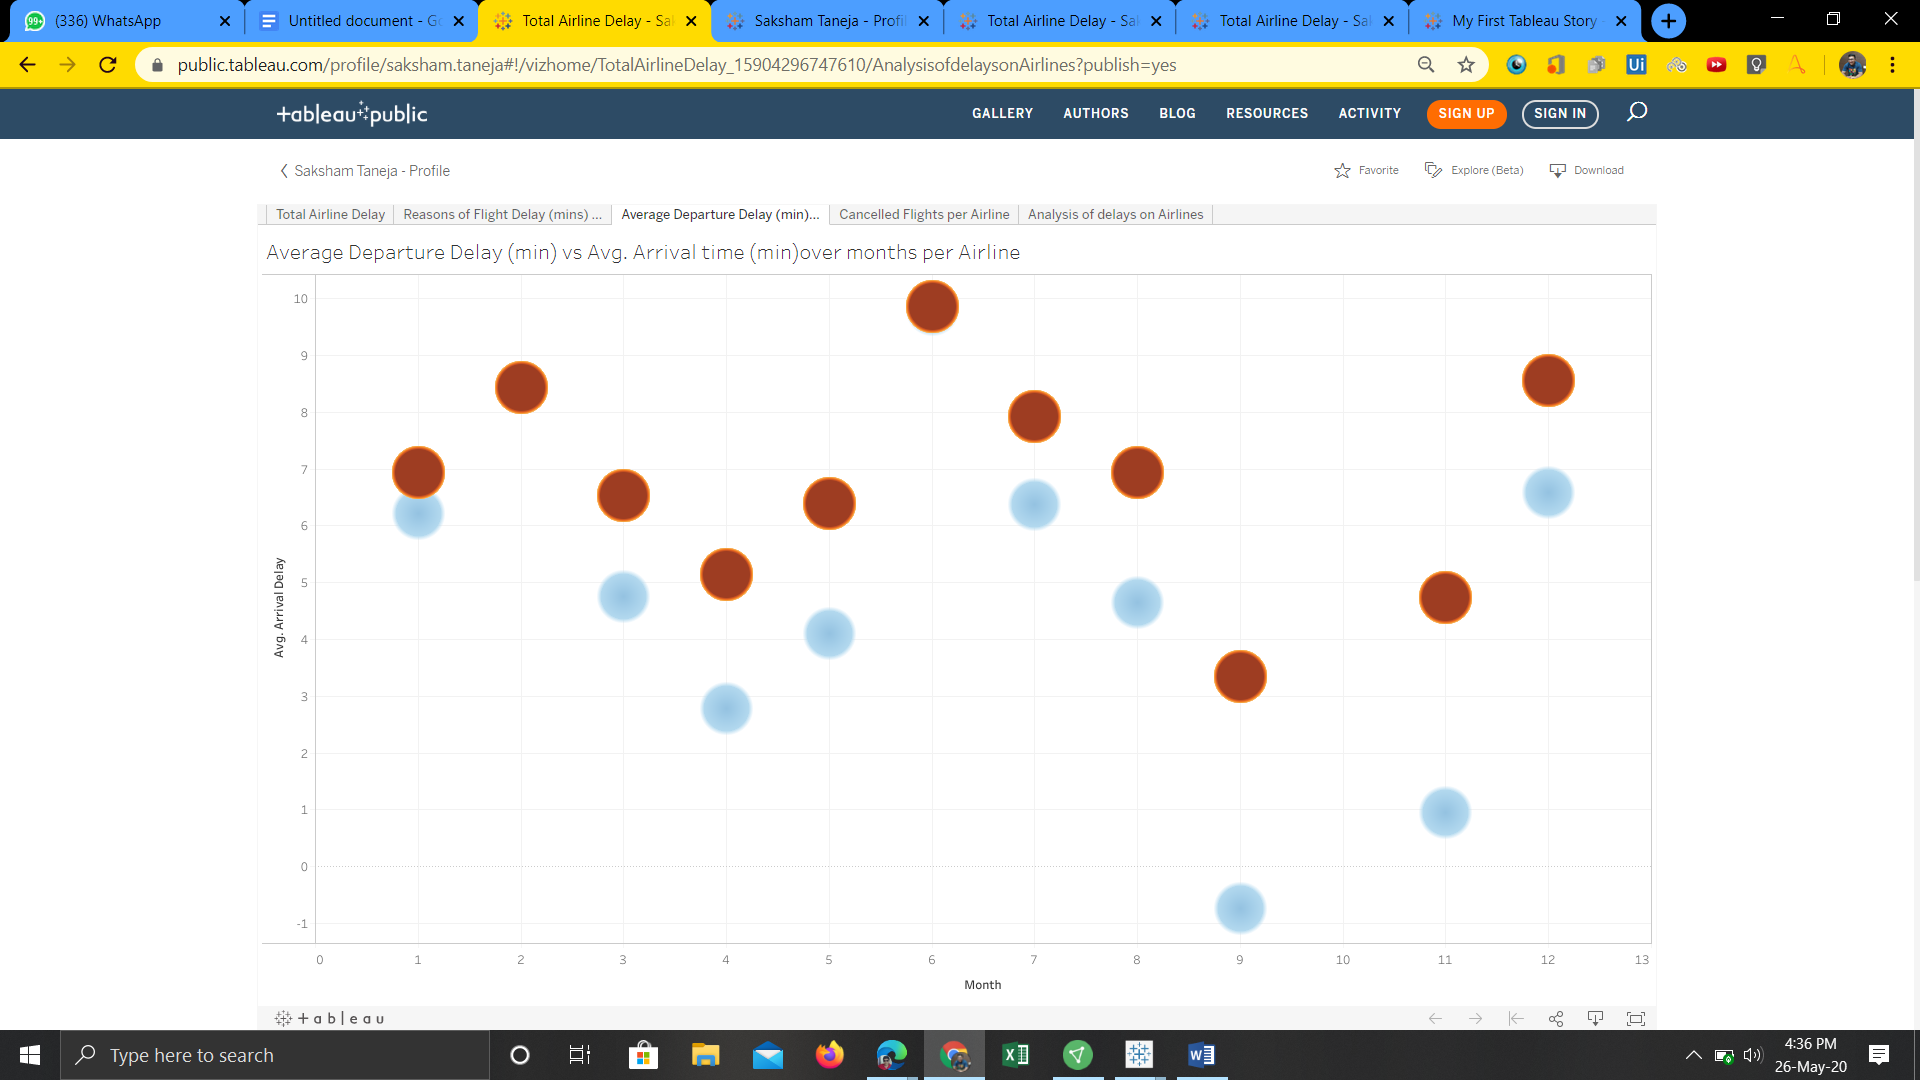 99+ (336) WhatsApp
Untitled document - Go
Total Airline Delay - Sak
Saksham Taneja - Profil
Total Airline Delay - Sak
Total Airline Delay - Sak
My First Tableau Story -
public.tableau.com/profile/saksham.taneja#!/vizhome/TotalAirlineDelay_15904296747610/AnalysisofdelaysonAirlines?publish=yes
Ui
+ableau public
GALLERY AUTHORS BLOG RESOURCES ACTIVITY SIGN UP SIGN IN
Saksham Taneja - Profile
Favorite Explore (Beta) Download
Total Airline Delay Reasons of Flight Delay (mins) ... Average Departure Delay (min)... Cancelled Flights per Airline Analysis of delays on Airlines
Average Departure Delay (min) vs Avg. Arrival time (min)over months per Airline
10
9
8
7
6
5
4
3
2
1
0
-1
Avg. Arrival Delay
0 1 2 3 4 5 6 7 8 9 10 11 12 13
Month
+ableau
Type here to search
4:36 PM
26-May-20